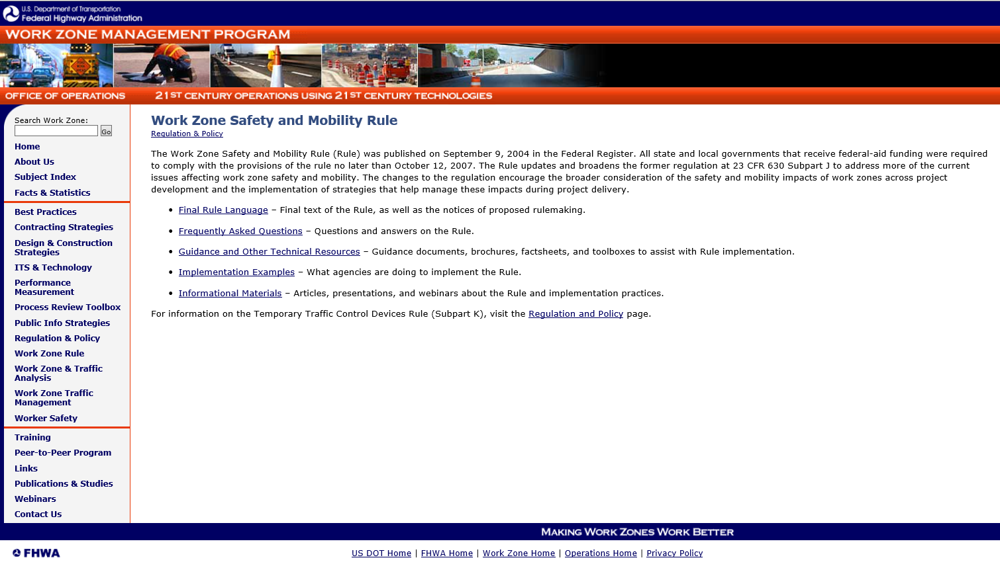 U.S. Department of Transportation
Federal Highway Administration
WORK ZONE MANAGEMENT PROGRAM
OFFICE OF OPERATIONS 21ST CENTURY OPERATIONS USING 21ST CENTURY TECHNOLOGIES
Search Work Zone:
Go
Home
About Us
Subject Index
Facts & Statistics
Best Practices
Contracting Strategies
Design & Construction
Strategies
ITS & Technology
Performance
Measurement
Process Review Toolbox
Public Info Strategies
Regulation & Policy
Work Zone Rule
Work Zone & Traffic
Analysis
Work Zone Traffic
Management
Worker Safety
Training
Peer-to-Peer Program
Links
Publications & Studies
Webinars
Contact Us
Work Zone Safety and Mobility Rule
Regulation & Policy
The Work Zone Safety and Mobility Rule (Rule) was published on September 9, 2004 in the Federal Register. All state and local governments that receive federal-aid funding were required
to comply with the provisions of the rule no later than October 12, 2007. The Rule updates and broadens the former regulation at 23 CFR 630 Subpart J to address more of the current
issues affecting work zone safety and mobility. The changes to the regulation encourage the broader consideration of the safety and mobility impacts of work zones across project
development and the implementation of strategies that help manage these impacts during project delivery.
• Final Rule Language – Final text of the Rule, as well as the notices of proposed rulemaking.
• Frequently Asked Questions – Questions and answers on the Rule.
• Guidance and Other Technical Resources – Guidance documents, brochures, factsheets, and toolboxes to assist with Rule implementation.
• Implementation Examples – What agencies are doing to implement the Rule.
• Informational Materials – Articles, presentations, and webinars about the Rule and implementation practices.
For information on the Temporary Traffic Control Devices Rule (Subpart K), visit the Regulation and Policy page.
MAKING WORK ZONES WORK BETTER
FHWA
US DOT Home | FHWA Home | Work Zone Home | Operations Home | Privacy Policy